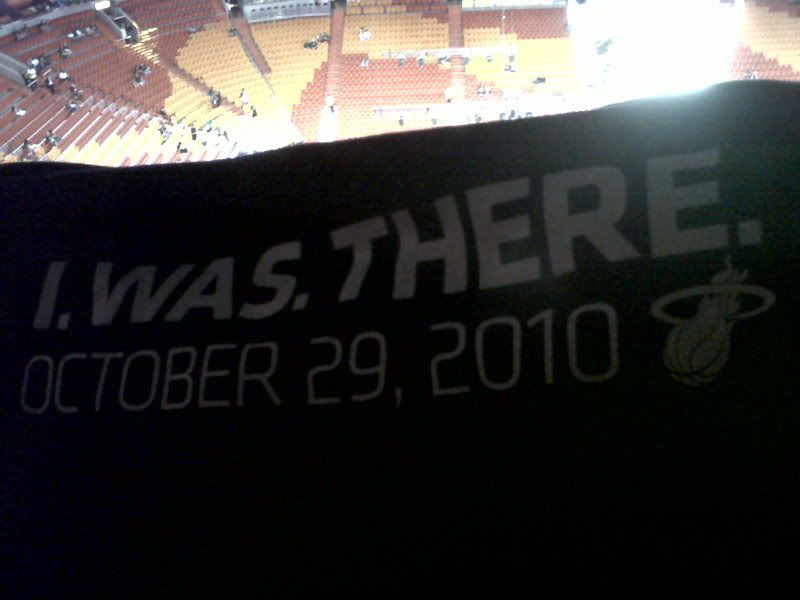 I. WAS. THERE.
OCTOBER 29, 2010